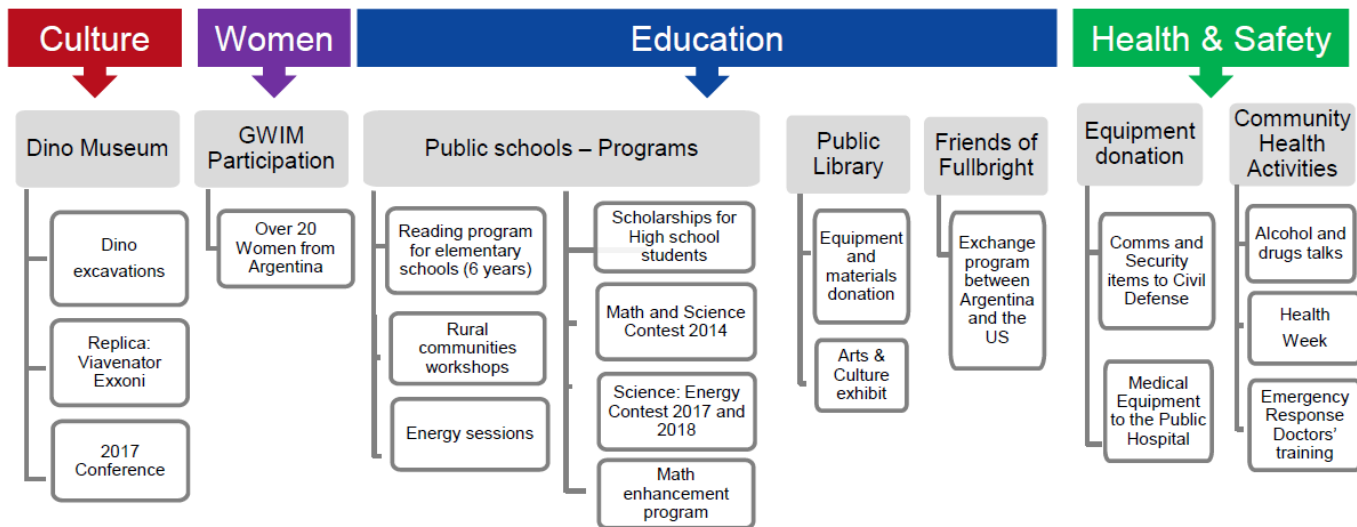 Culture
Women
Education
Health & Safety
Dino Museum
Dino
excavations
Replica:
Viavenator
Exxoni
2017
Conference
GWIM
Participation
Over 20
Women from
Argentina
Public schools – Programs
Reading program
for elementary
schools (6 years)
Rural
communities
workshops
Energy sessions
Scholarships for
High school
students
Math and Science
Contest 2014
Science: Energy
Contest 2017 and
2018
Math
enhancement
program
Public
Library
Equipment
and
materials
donation
Arts &
Culture
exhibit
Friends of
Fullbright
Exchange
program
between
Argentina
and the
US
Equipment
donation
Comms and
Security
items to Civil
Defense
Medical
Equipment
to the Public
Hospital
Community
Health
Activities
Alcohol and
drugs talks
Health
Week
Emergency
Response
Doctors'
training